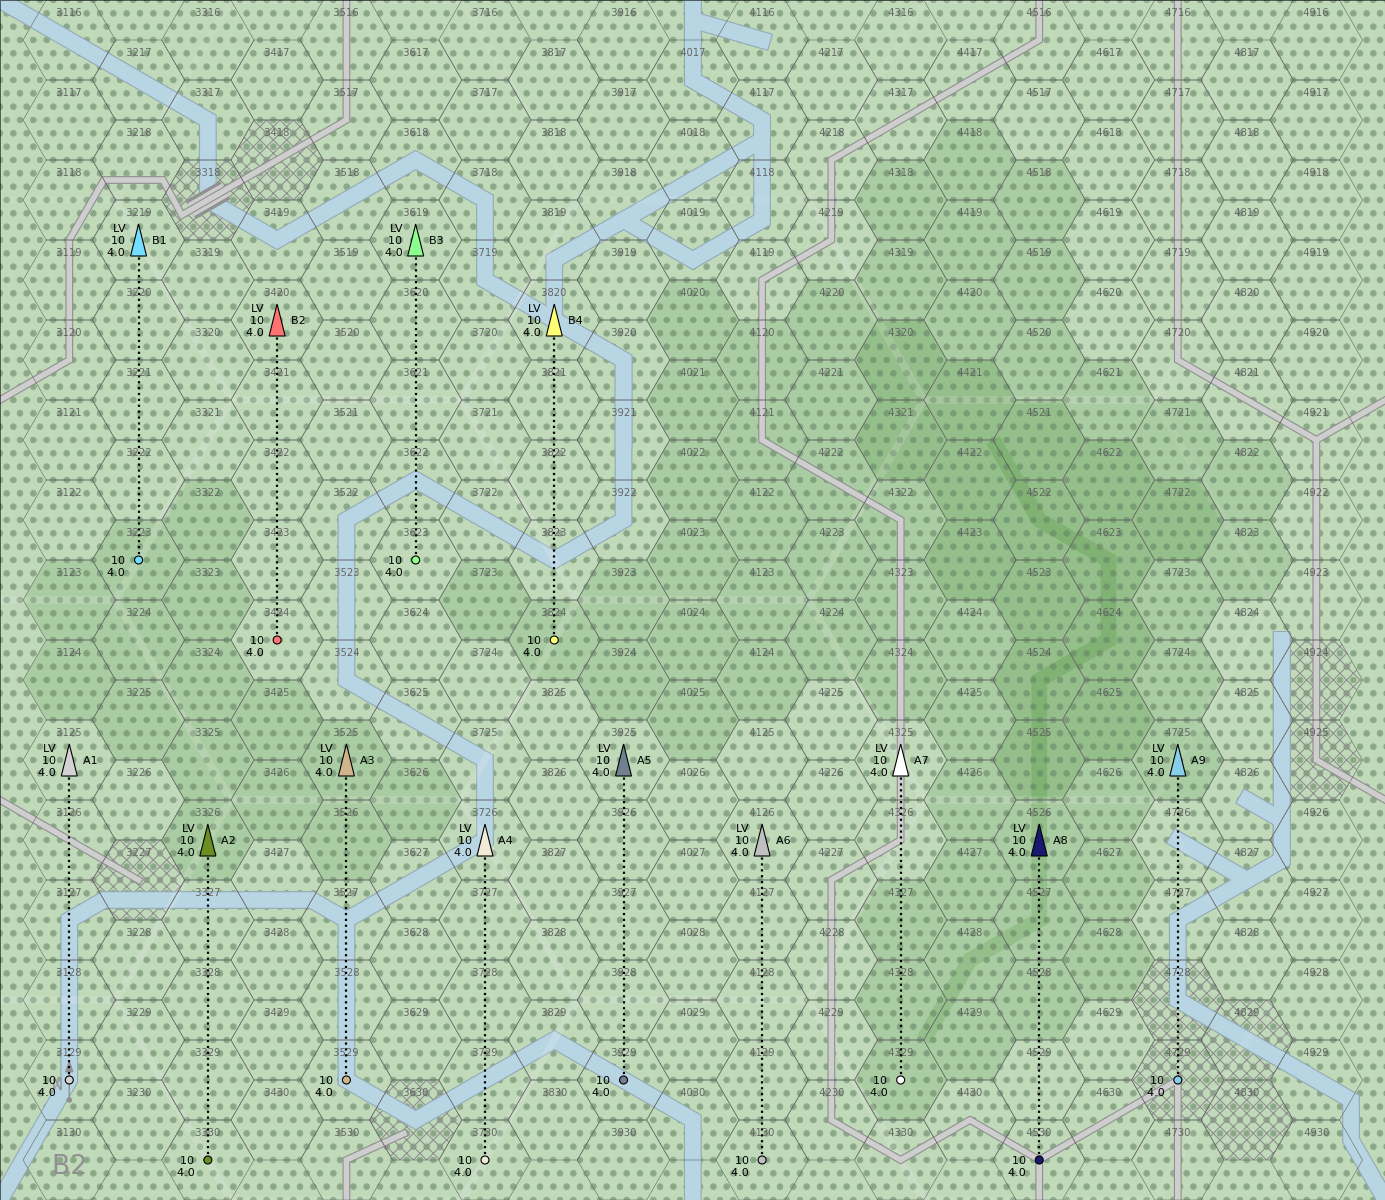 3116 3316 3516 3716 3916 4116 4316 4516 4716 4916
3217 3417 3617 3817 4017 4217 4417 4617 4817
3117 3317 3517 3717 3917 4117 4317 4517 4717 4917
3218 3418 3618 3818 4018 4218 4418 4618 4818
3118 3318 3518 3718 3918 4118 4318 4518 4718 4918
3219 3419 3619 3819 4019 4219 4419 4619 4819
LV LV
10 B1 10 B3
4.0 3119 3319 3519 4.0 3719 3919 4119 4319 4519 4719 4919
3220 3420 3620 3820 4020 4220 4420 4620 4820
LV LV
10 B2 10 B4
3120 3320 4.0 3520 3720 4.0 3920 4120 4320 4520 4720 4920
3221 3421 3621 3821 4021 4221 4421 4621 4821
3121 3321 3521 3721 3921 4121 4321 4521 4721 4921
3222 3422 3622 3822 4022 4222 4422 4622 4822
3122 3322 3522 3722 3922 4122 4322 4522 4722 4922
3223 3423 3623 3823 4023 4223 4423 4623 4823
10 10
3123 4.0 3323 3523 4.0 3723 3923 4123 4323 4523 4723 4923
3224 3424 3624 3824 4024 4224 4424 4624 4824
10 10
3124 3324 4.0 3524 3724 4.0 3924 4124 4324 4524 4724 4924
3225 3425 3625 3825 4025 4225 4425 4625 4825
3125 3325 3525 3725 3925 4125 4325 4525 4725 4925
LV LV LV LV LV
10 A1 10 A3 10 A5 10 A7 10 A9
4.0 3226 3426 4.0 3626 3826 4.0 4026 4226 4.0 4426 4626 4.0 4826
3126 3326 3526 3726 3926 4126 4326 4526 4726 4926
LV LV LV LV
10 A2 10 A4 10 A6 10 A8
3227 4.0 3427 3627 4.0 3827 4027 4.0 4227 4427 4.0 4627 4827
3127 3327 3527 3727 3927 4127 4327 4527 4727 4927
3228 3428 3628 3828 4028 4228 4428 4628 4828
3128 3328 3528 3728 3928 4128 4328 4528 4728 4928
3229 3429 3629 3829 4029 4229 4429 4629 4829
3129 3329 3529 3729 3929 4129 4329 4529 4729 4929
10 10 10 10 10
4.0 3230 3430 4.0 3630 3830 4.0 4030 4230 4.0 4430 4630 4.0 4830
3130 3330 3530 3730 3930 4130 4330 4530 4730 4930
10 10 10 10
B2 4.0 4.0 4.0 4.0